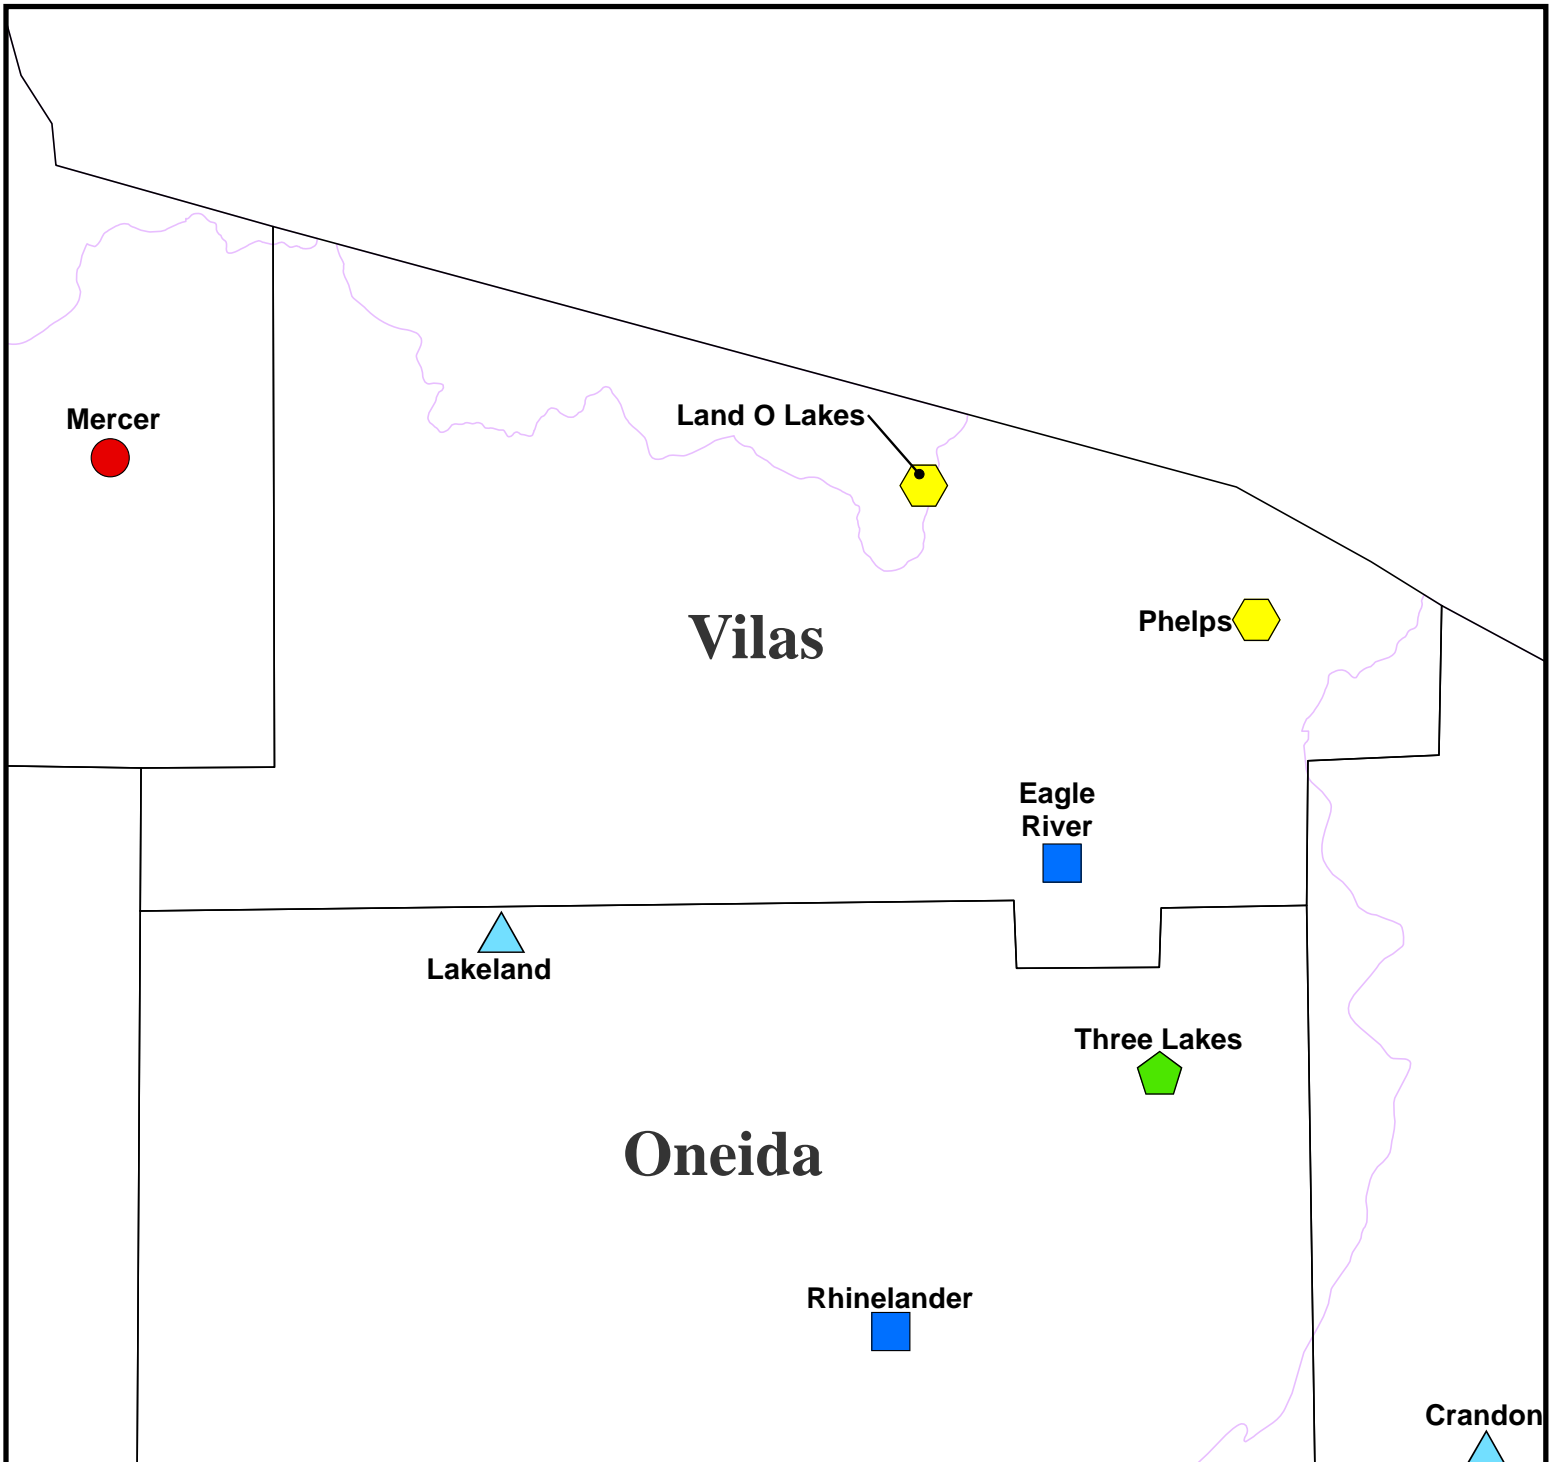 Land O Lakes
Mercer
Vilas
Phelps
Eagle
River
Lakeland
Three Lakes
Oneida
Rhinelander
Crandon